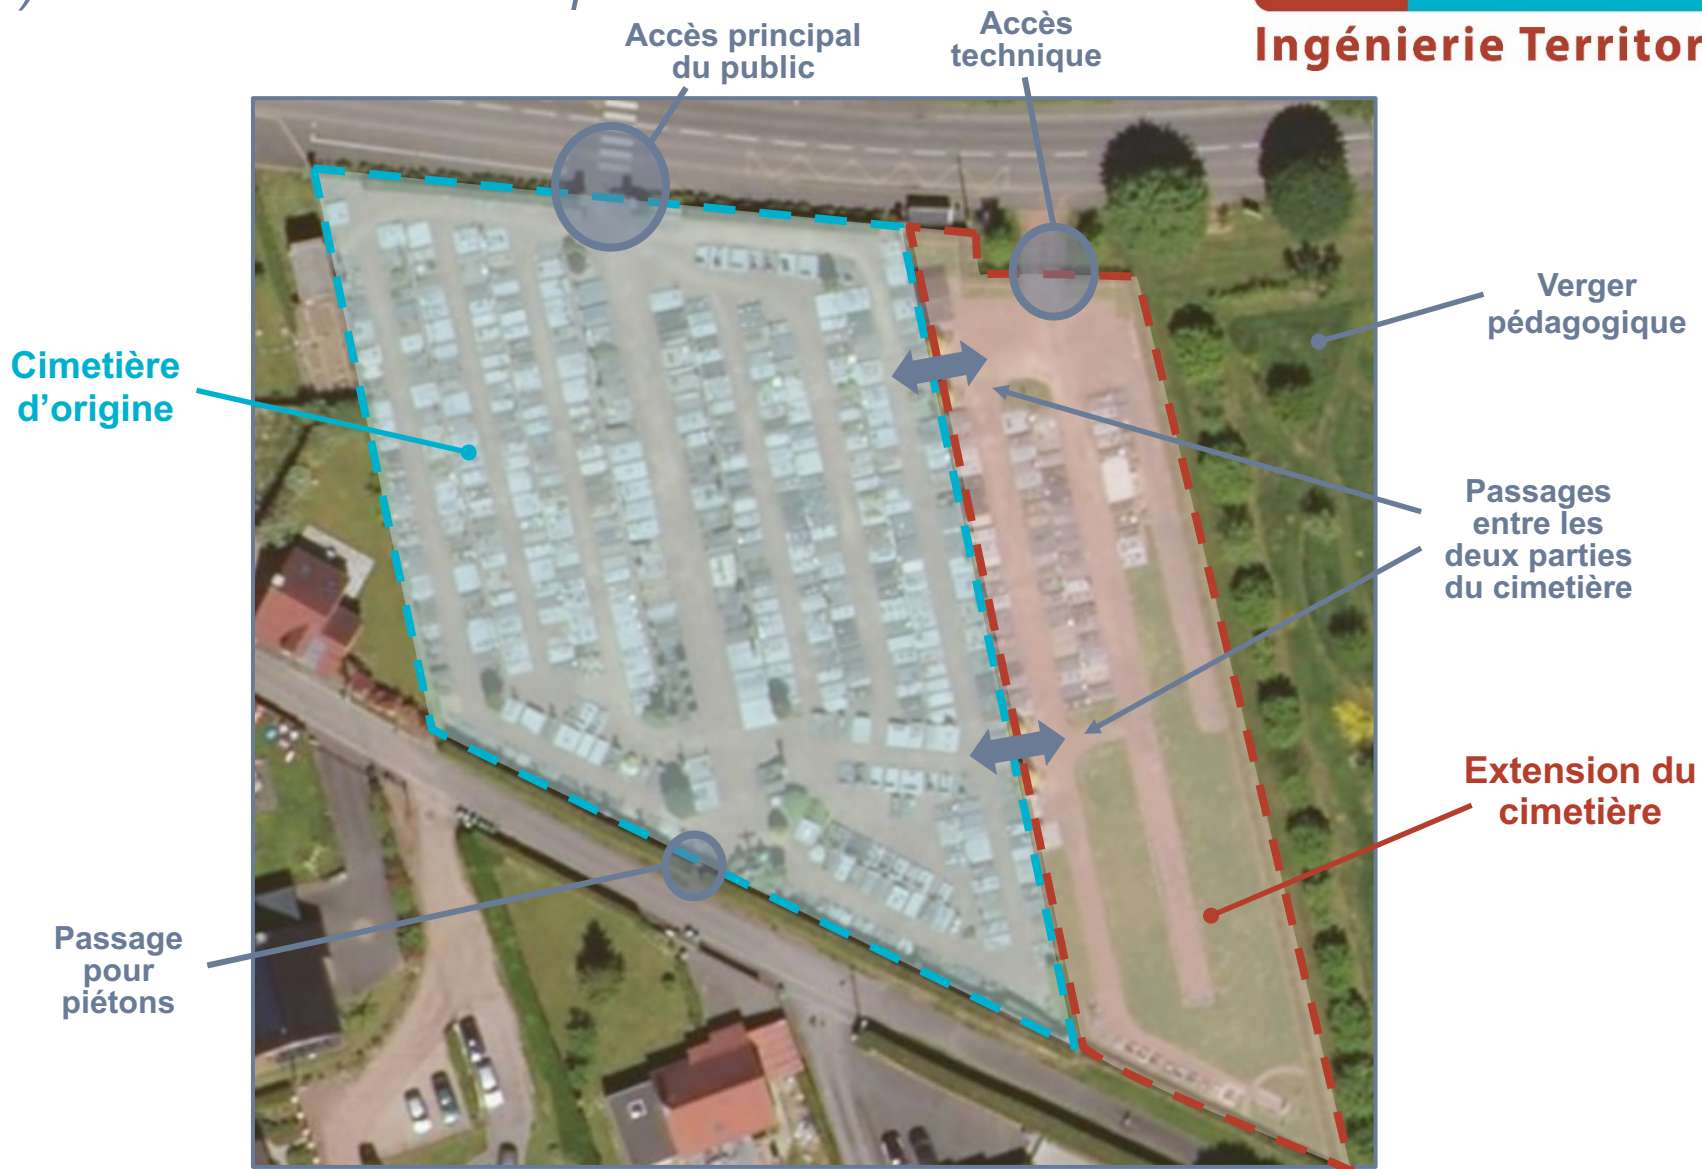 Accès principal
du public
Accès
technique
Ingénierie Territor
Verger
pédagogique
Cimetière
d'origine
Passages
entre les
deux parties
du cimetière
Extension du
cimetière
Passage
pour
piétons